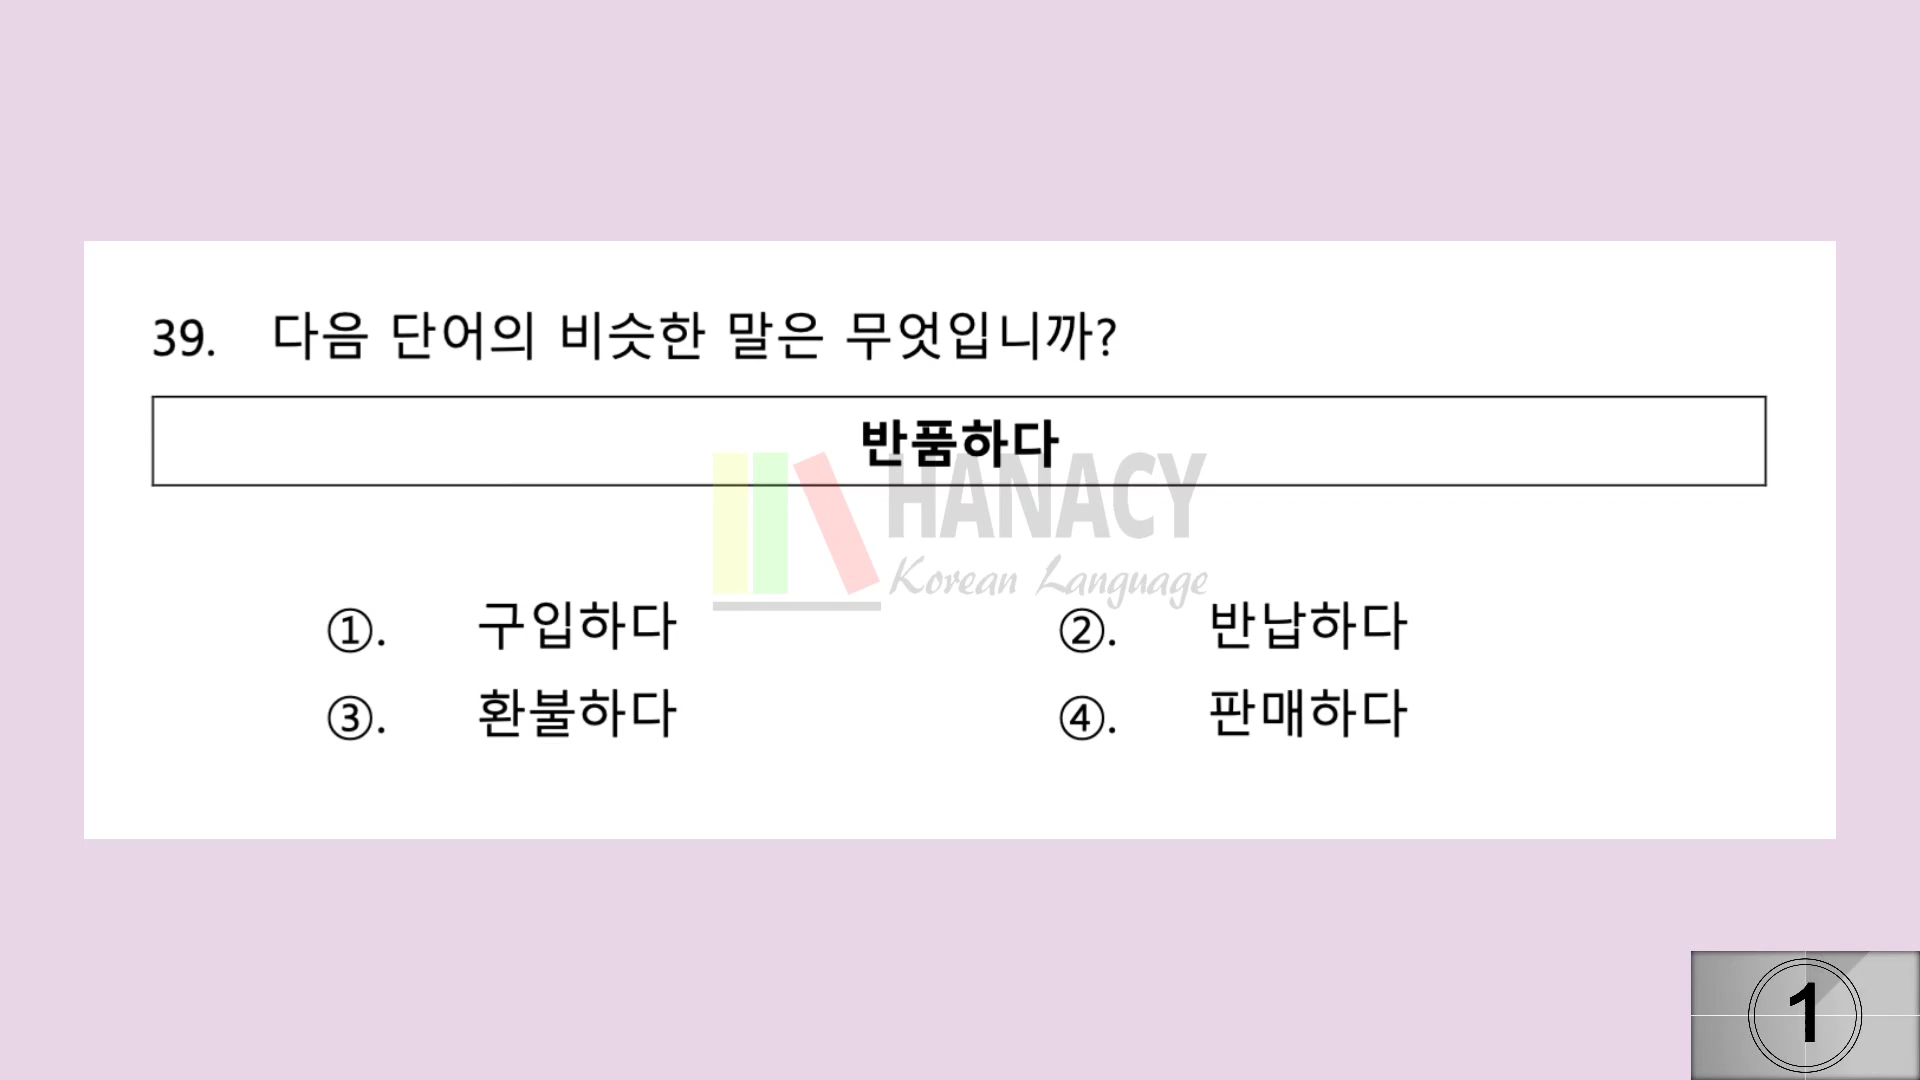 39. 다음 단어의 비슷한 말은 무엇입니까?
반품하다
HANACY
Korean Language
①. 구입하다 ②. 반납하다
③. 환불하다 ④. 판매하다
1